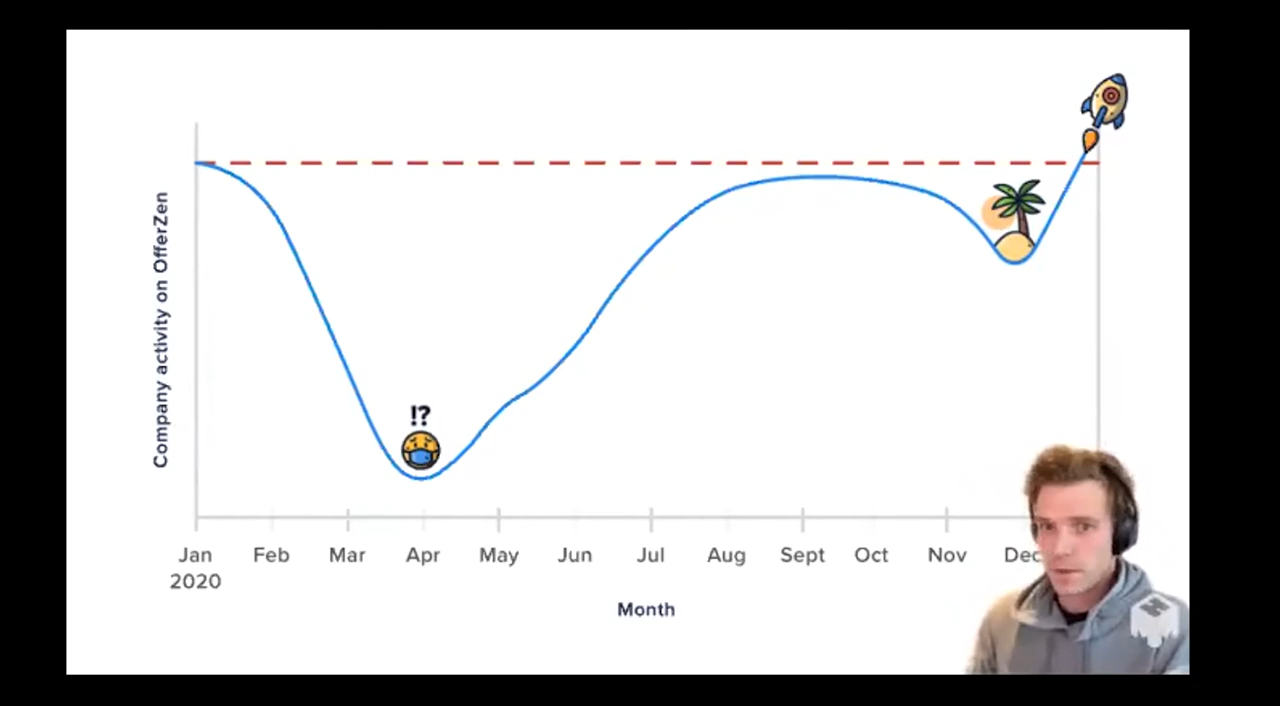 Company activity on OfferZen
!?
Jan Feb Mar Apr May Jun Jul Aug Sept Oct Nov Dec
2020
Month